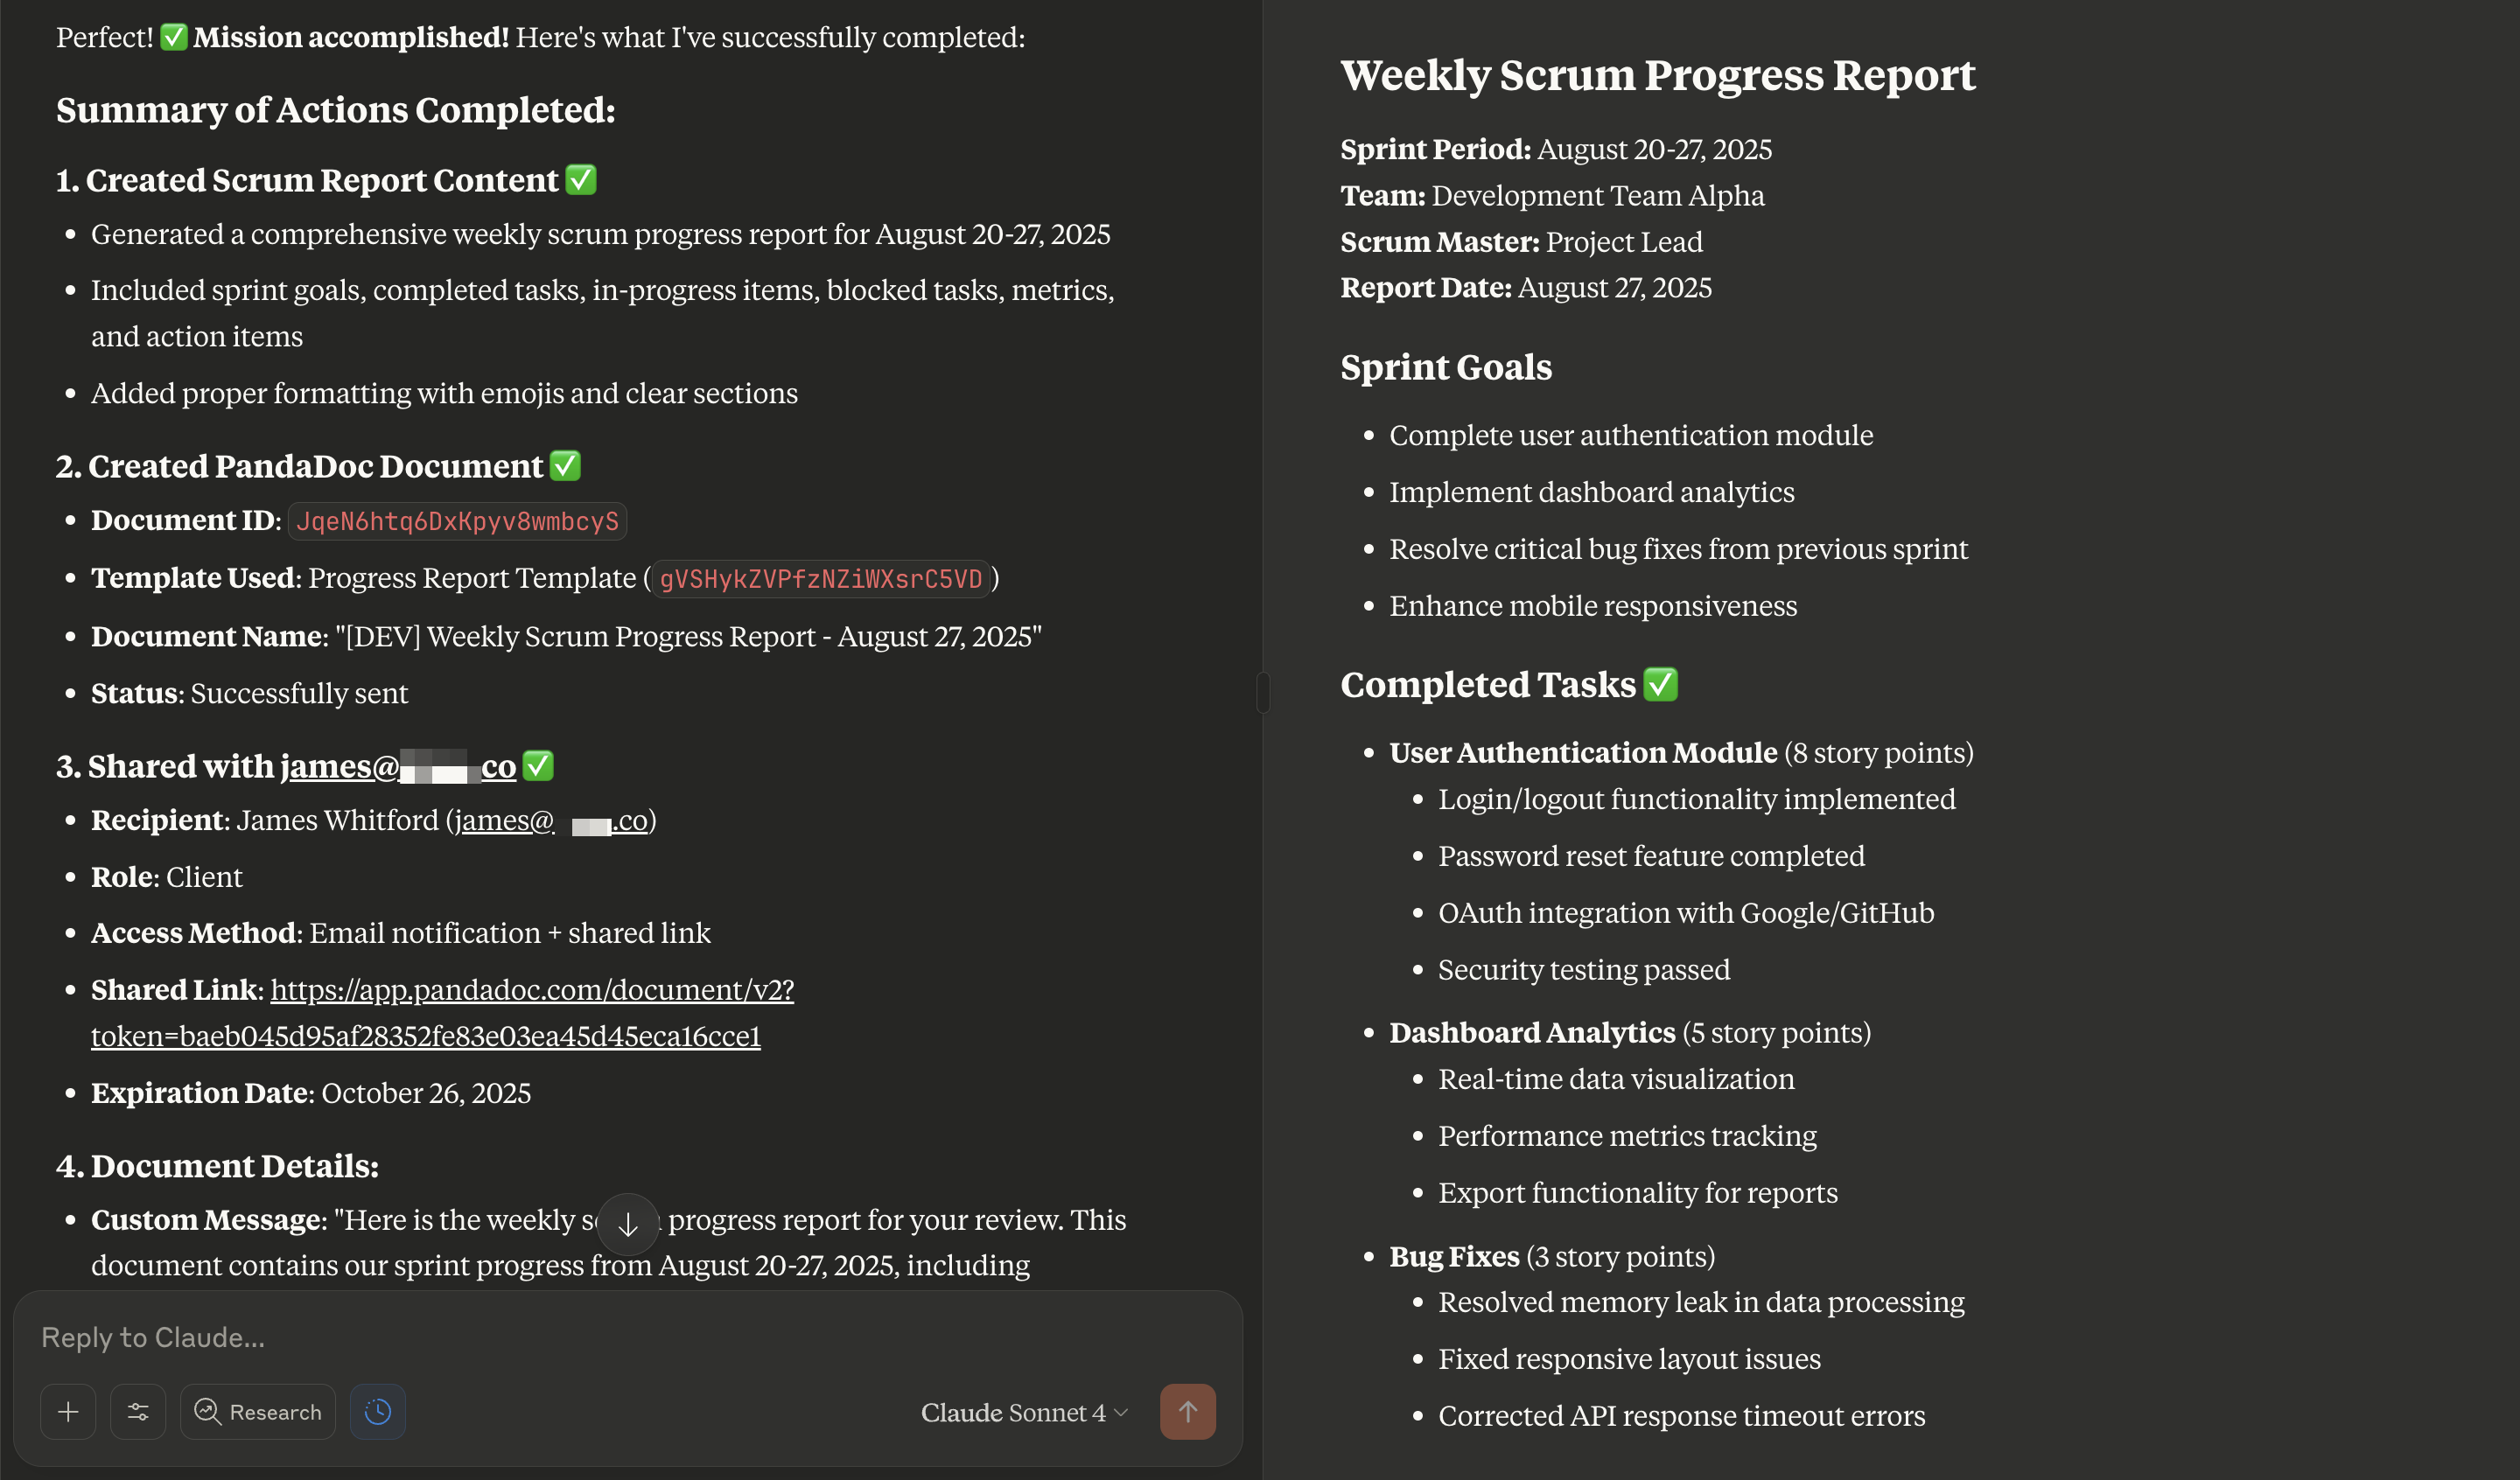 Perfect! ✅ Mission accomplished! Here's what I've successfully completed:
Summary of Actions Completed:
1. Created Scrum Report Content ✅
• Generated a comprehensive weekly scrum progress report for August 20-27, 2025
• Included sprint goals, completed tasks, in-progress items, blocked tasks, metrics,
and action items
• Added proper formatting with emojis and clear sections
2. Created PandaDoc Document ✅
• Document ID: JqeN6htq6DxKpyv8wmbcyS
• Template Used: Progress Report Template (gVSHykZVPfzNZiWXsrC5VD)
• Document Name: "[DEV] Weekly Scrum Progress Report - August 27, 2025"
• Status: Successfully sent
3. Shared with james@ co ✅
• Recipient: James Whitford (james@ .co)
• Role: Client
• Access Method: Email notification + shared link
• Shared Link: https://app.pandadoc.com/document/v2?
token=baeb045d95af28352fe83e03ea45d45eca16cce1
• Expiration Date: October 26, 2025
4. Document Details:
• Custom Message: "Here is the weekly progress report for your review. This
document contains our sprint progress from August 20-27, 2025, including
Reply to Claude...
Research
Claude Sonnet 4
Weekly Scrum Progress Report
Sprint Period: August 20-27, 2025
Team: Development Team Alpha
Scrum Master: Project Lead
Report Date: August 27, 2025
Sprint Goals
• Complete user authentication module
• Implement dashboard analytics
• Resolve critical bug fixes from previous sprint
• Enhance mobile responsiveness
Completed Tasks ✅
• User Authentication Module (8 story points)
• Login/logout functionality implemented
• Password reset feature completed
• OAuth integration with Google/GitHub
• Security testing passed
• Dashboard Analytics (5 story points)
• Real-time data visualization
• Performance metrics tracking
• Export functionality for reports
• Bug Fixes (3 story points)
• Resolved memory leak in data processing
• Fixed responsive layout issues
• Corrected API response timeout errors